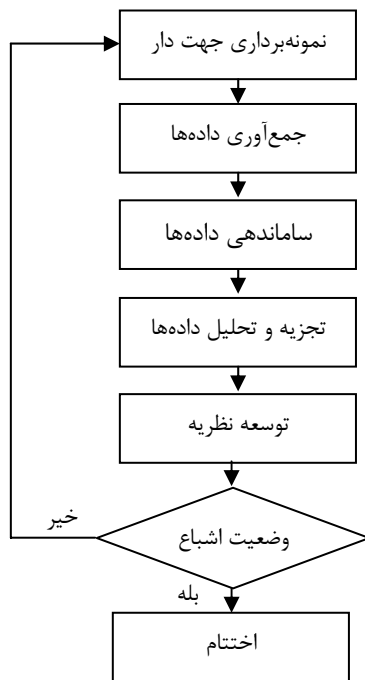 نمونه‌برداری جهت دار
جمع‌آوری داده‌ها
ساماندهی داده‌ها
تجزیه و تحلیل داده‌ها
توسعه نظریه
خیر
وضعیت اشباع
بله
اختتام